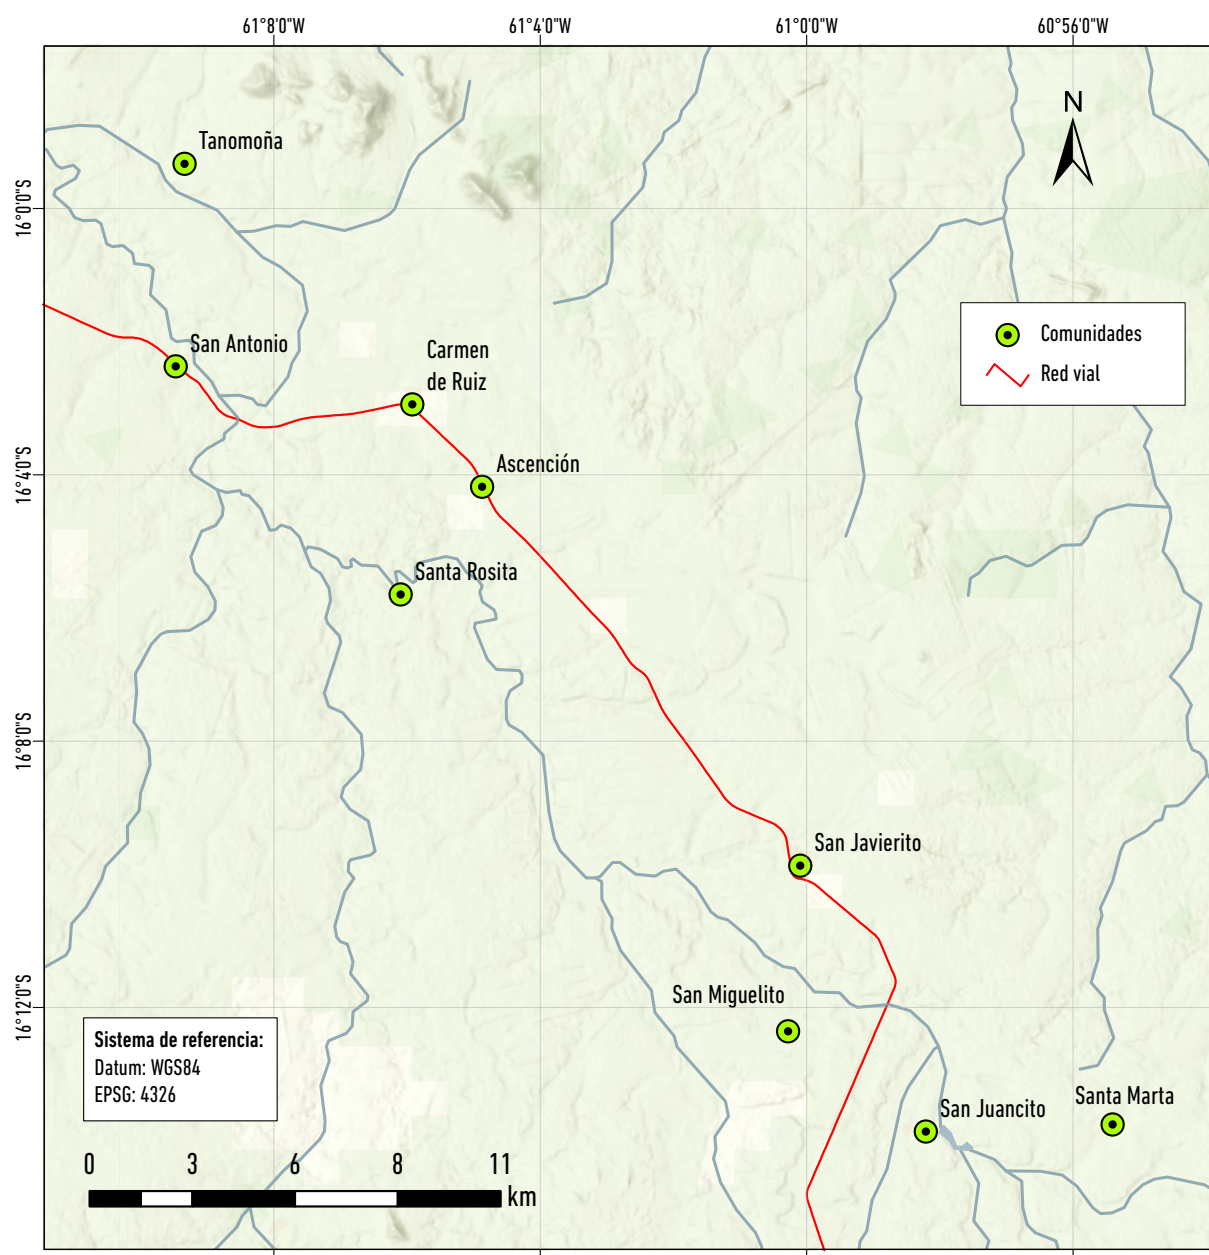 61°8'0"W
61°4'0"W
61°0'0"W
60°56'0"W
N
Tanomoña
16°0'0"S
Comunidades
Red vial
San Antonio
Carmen
de Ruiz
Ascención
16°4'0"S
Santa Rosita
16°8'0"S
San Javierito
San Miguelito
16°12'0"S
Sistema de referencia:
Datum: WGS84
EPSG: 4326
San Juancito
Santa Marta
0 3 6 8 11
km